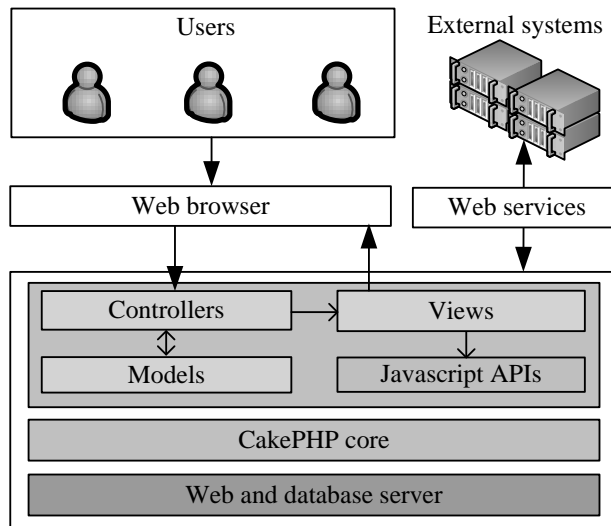 Users
External systems
Web browser
Web services
Controllers
Views
Models
Javascript APIs
CakePHP core
Web and database server